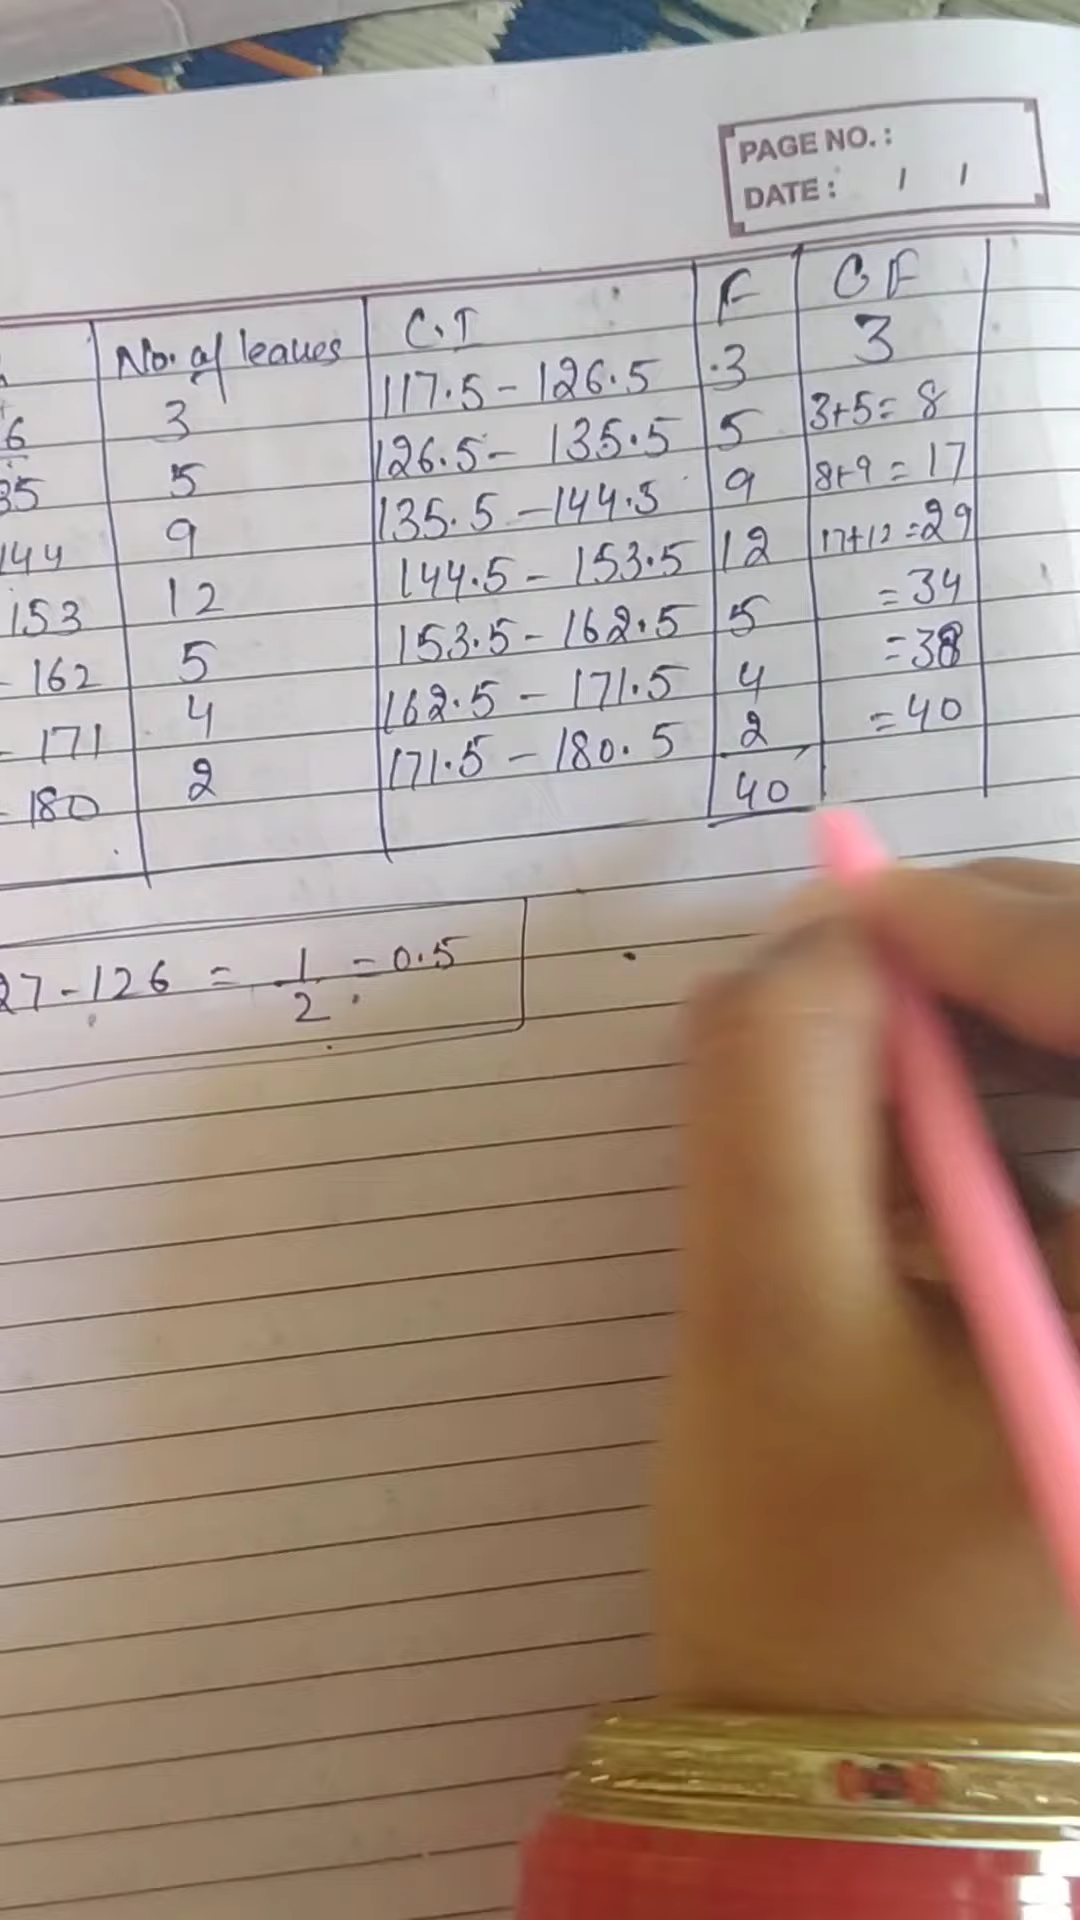 PAGE NO. :
DATE : / /
No. of leaves C.I F CF
3 117.5 - 126.5 3 3
6 5 126.5 - 135.5 5 3+5= 8
35 9 135.5 - 144.5 9 8+9 = 17
144 12 144.5 - 153.5 12 17+12 = 29
153 5 153.5 - 162.5 5 = 34
- 162 4 162.5 - 171.5 4 = 38
- 171 2 171.5 - 180.5 2 = 40
- 180 40
27 - 126 = 1/2 = 0.5